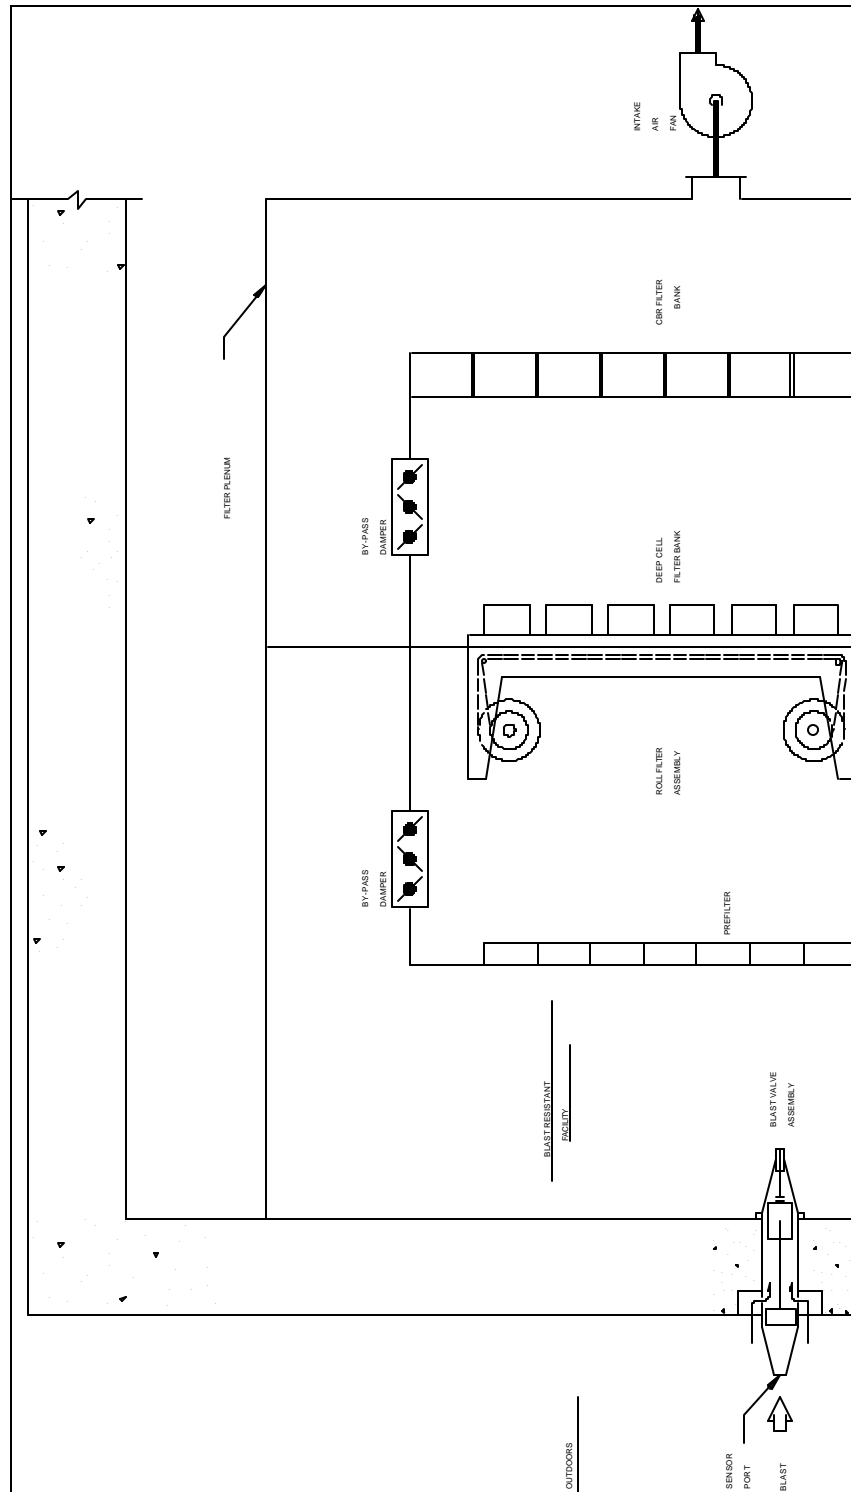 INTAKE
AIR
FAN
CBR FILTER
BANK
FILTER PLENUM
BY-PASS
DAMPER
DEEP CELL
FILTER BANK
ROLL FILTER
ASSEMBLY
BY-PASS
DAMPER
PREFILTER
BLAST RESISTANT
FACILITY
BLAST VALVE
ASSEMBLY
OUTDOORS
SENSOR
PORT
BLAST